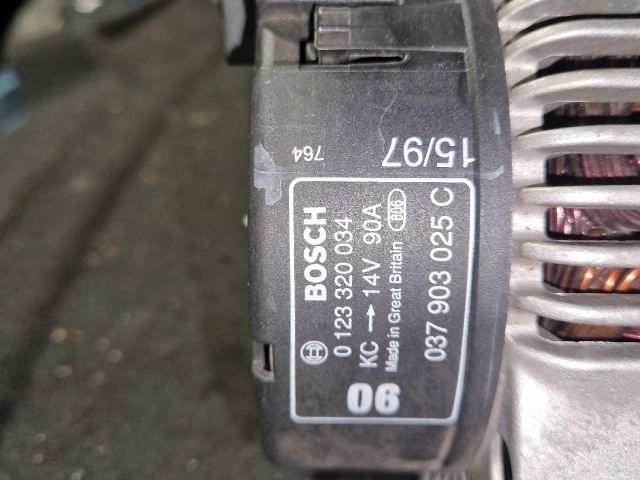 15/97
764
BOSCH
0 123 320 034
KC → 14V 90A
Made in Great Britain 806
037 903 025 C
90